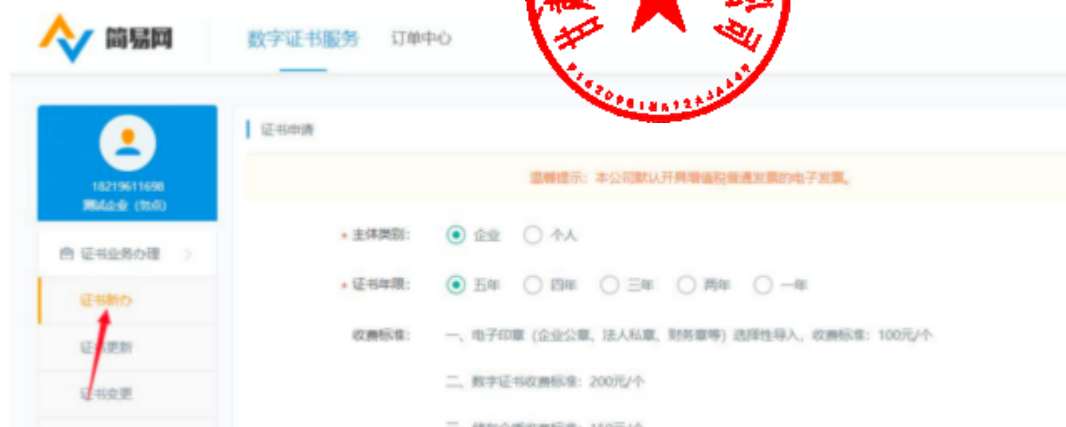 简易网
数字证书服务 订单中心
司
证书申请
温馨提示：本公司默认开具增值税普通发票的电子发票。
18219611698
测试企业（勿点）
主体类别： 企业 个人
证书业务办理
证书年限： 五年 四年 三年 两年 一年
证书新办
收费标准： 一、电子印章（企业公章、法人私章、财务章等）选择性导入，收费标准：100元/个
证书更新
二、数字证书收费标准：200元/个
证书变更